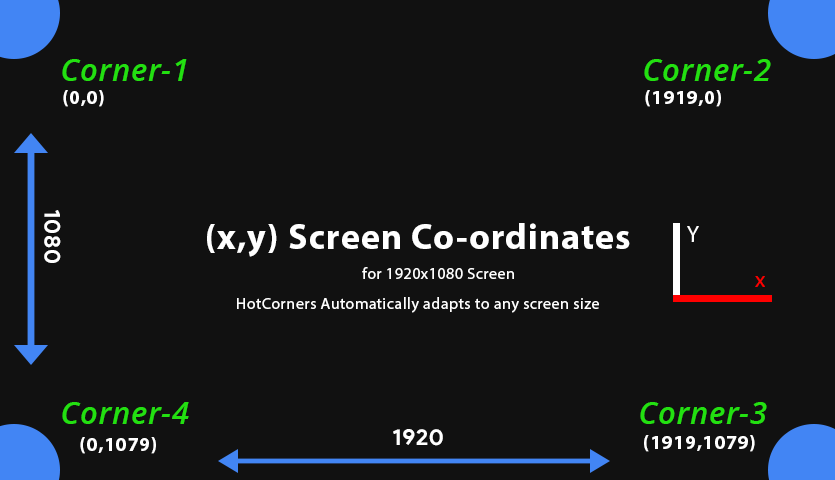 Corner-1
(0,0)
Corner-2
(1919,0)
1080
(x,y) Screen Co-ordinates
for 1920x1080 Screen
HotCorners Automatically adapts to any screen size
Y
x
Corner-4
(0,1079)
1920
Corner-3
(1919,1079)